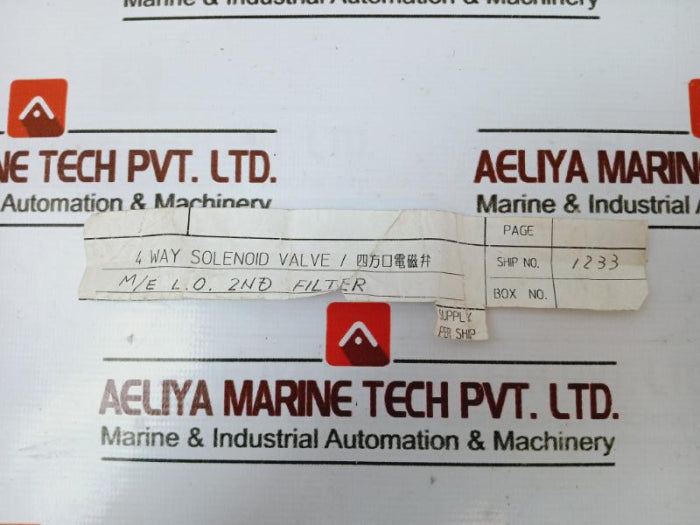 Marine & Industrial Automation & Machinery
NE TECH PVT. LTD.
Automation & Machinery
AELIYA MARIN
Marine & Industrial A
4 WAY SOLENOID VALVE / 四方口電磁弁
M/E L.O. 2ND FILTER
PAGE
SHIP NO. 1233
BOX NO.
SUPPLY
PER SHIP
AELIYA MARINE TECH PVT. LTD.
Marine & Industrial Automation & Machinery